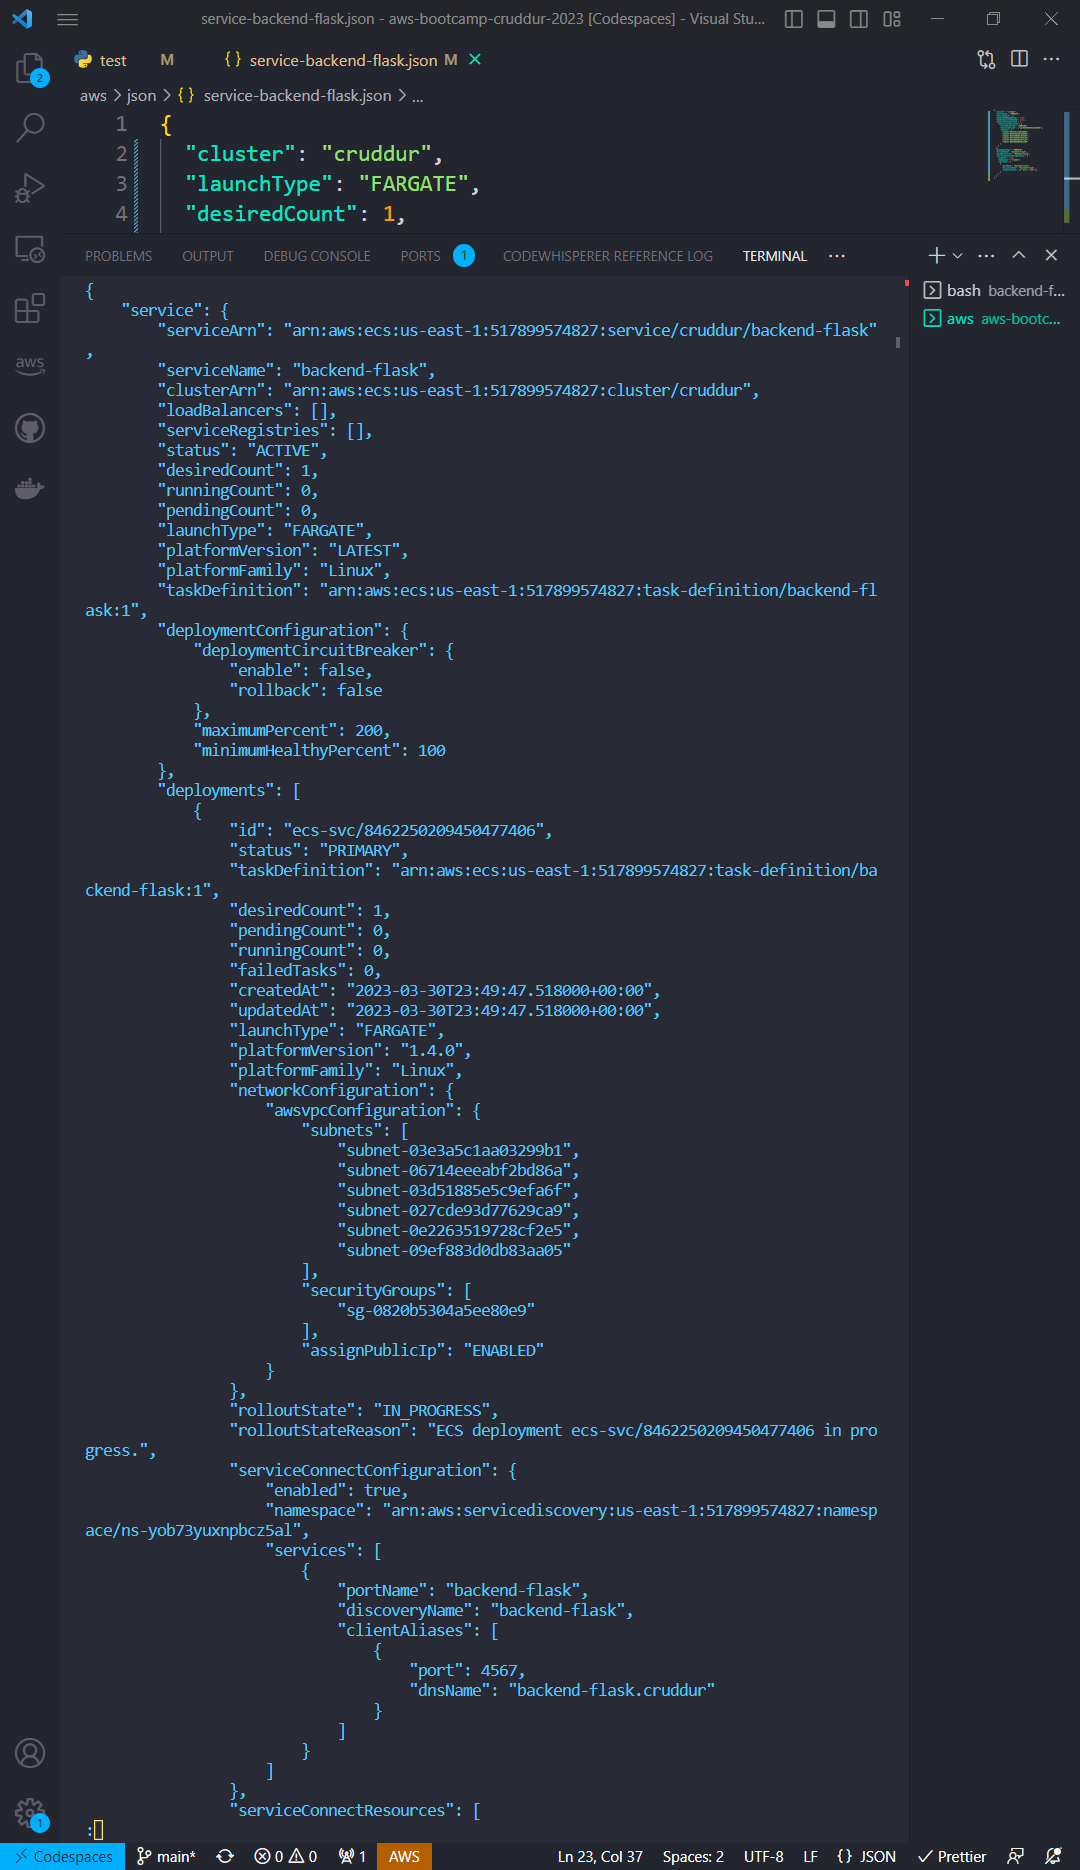 service-backend-flask.json - aws-bootcamp-cruddur-2023 [Codespaces] - Visual Stu...
test M
{} service-backend-flask.json M
aws > json > {} service-backend-flask.json > ...
1 {
2 "cluster": "cruddur",
3 "launchType": "FARGATE",
4 "desiredCount": 1,
PROBLEMS OUTPUT DEBUG CONSOLE PORTS 1 CODEWHISPERER REFERENCE LOG TERMINAL ...
bash backend-f...
aws aws-bootc...
2
aws
{
"service": {
"serviceArn": "arn:aws:ecs:us-east-1:517899574827:service/cruddur/backend-flask"
,
"serviceName": "backend-flask",
"clusterArn": "arn:aws:ecs:us-east-1:517899574827:cluster/cruddur",
"loadBalancers": [],
"serviceRegistries": [],
"status": "ACTIVE",
"desiredCount": 1,
"runningCount": 0,
"pendingCount": 0,
"launchType": "FARGATE",
"platformVersion": "LATEST",
"platformFamily": "Linux",
"taskDefinition": "arn:aws:ecs:us-east-1:517899574827:task-definition/backend-fl
ask:1",
"deploymentConfiguration": {
"deploymentCircuitBreaker": {
"enable": false,
"rollback": false
},
"maximumPercent": 200,
"minimumHealthyPercent": 100
},
"deployments": [
{
"id": "ecs-svc/8462250209450477406",
"status": "PRIMARY",
"taskDefinition": "arn:aws:ecs:us-east-1:517899574827:task-definition/ba
ckend-flask:1",
"desiredCount": 1,
"pendingCount": 0,
"runningCount": 0,
"failedTasks": 0,
"createdAt": "2023-03-30T23:49:47.518000+00:00",
"updatedAt": "2023-03-30T23:49:47.518000+00:00",
"launchType": "FARGATE",
"platformVersion": "1.4.0",
"platformFamily": "Linux",
"networkConfiguration": {
"awsvpcConfiguration": {
"subnets": [
"subnet-03e3a5c1aa03299b1",
"subnet-06714eeeabf2bd86a",
"subnet-03d51885e5c9efa6f",
"subnet-027cde93d77629ca9",
"subnet-0e2263519728cf2e5",
"subnet-09ef883d0db83aa05"
],
"securityGroups": [
"sg-0820b5304a5ee80e9"
],
"assignPublicIp": "ENABLED"
}
},
"rolloutState": "IN_PROGRESS",
"rolloutStateReason": "ECS deployment ecs-svc/8462250209450477406 in pro
gress.",
"serviceConnectConfiguration": {
"enabled": true,
"namespace": "arn:aws:servicediscovery:us-east-1:517899574827:namesp
ace/ns-yob73yuxnpbcz5al",
"services": [
{
"portName": "backend-flask",
"discoveryName": "backend-flask",
"clientAliases": [
{
"port": 4567,
"dnsName": "backend-flask.cruddur"
}
]
}
]
},
"serviceConnectResources": [
:
1
Codespaces main* 0 0 1 AWS Ln 23, Col 37 Spaces: 2 UTF-8 LF {} JSON Prettier